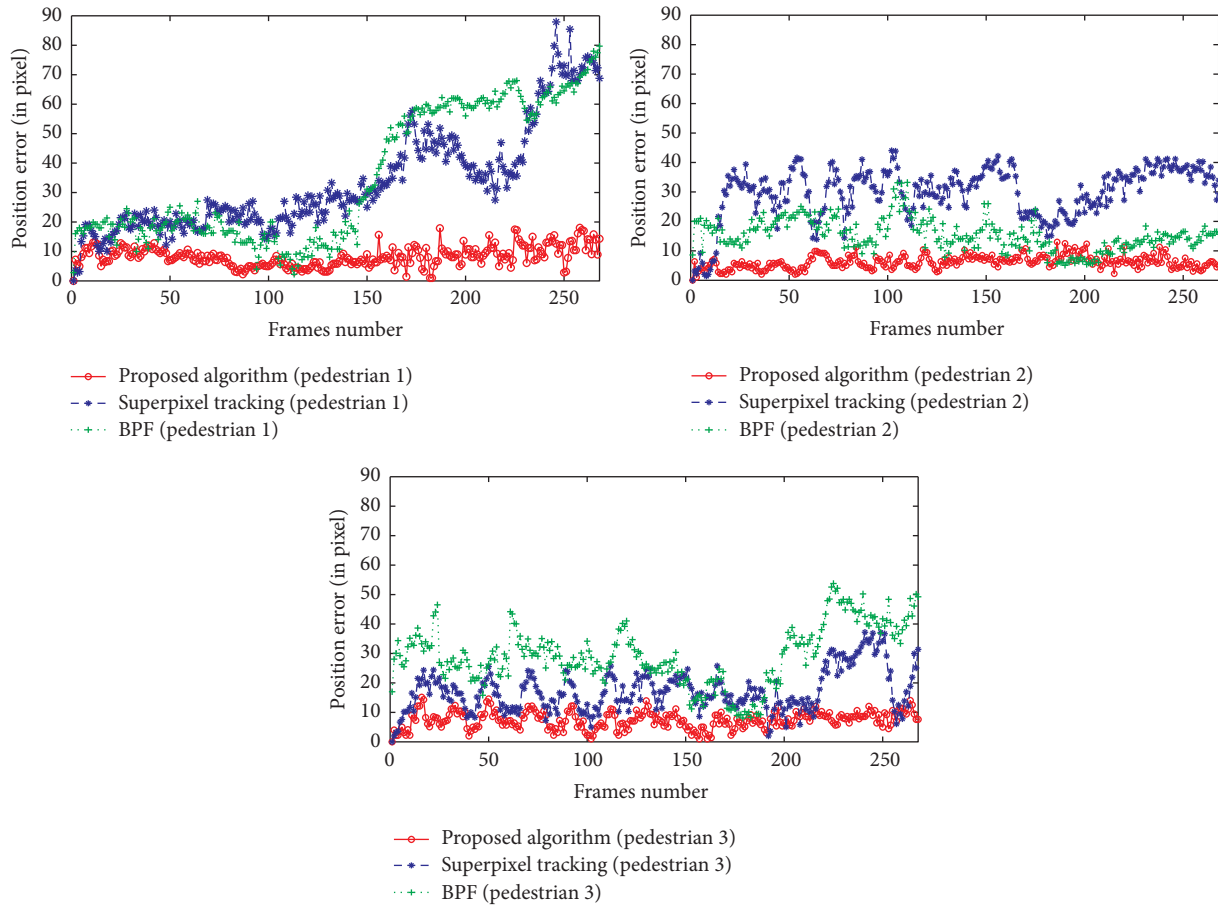 90
80
70
60
50
40
30
20
10
0
Position error (in pixel)
0 50 100 150 200 250
Frames number
Proposed algorithm (pedestrian 1)
Superpixel tracking (pedestrian 1)
BPF (pedestrian 1)
90
80
70
60
50
40
30
20
10
0
Position error (in pixel)
0 50 100 150 200 250
Frames number
Proposed algorithm (pedestrian 2)
Superpixel tracking (pedestrian 2)
BPF (pedestrian 2)
90
80
70
60
50
40
30
20
10
0
Position error (in pixel)
0 50 100 150 200 250
Frames number
Proposed algorithm (pedestrian 3)
Superpixel tracking (pedestrian 3)
BPF (pedestrian 3)